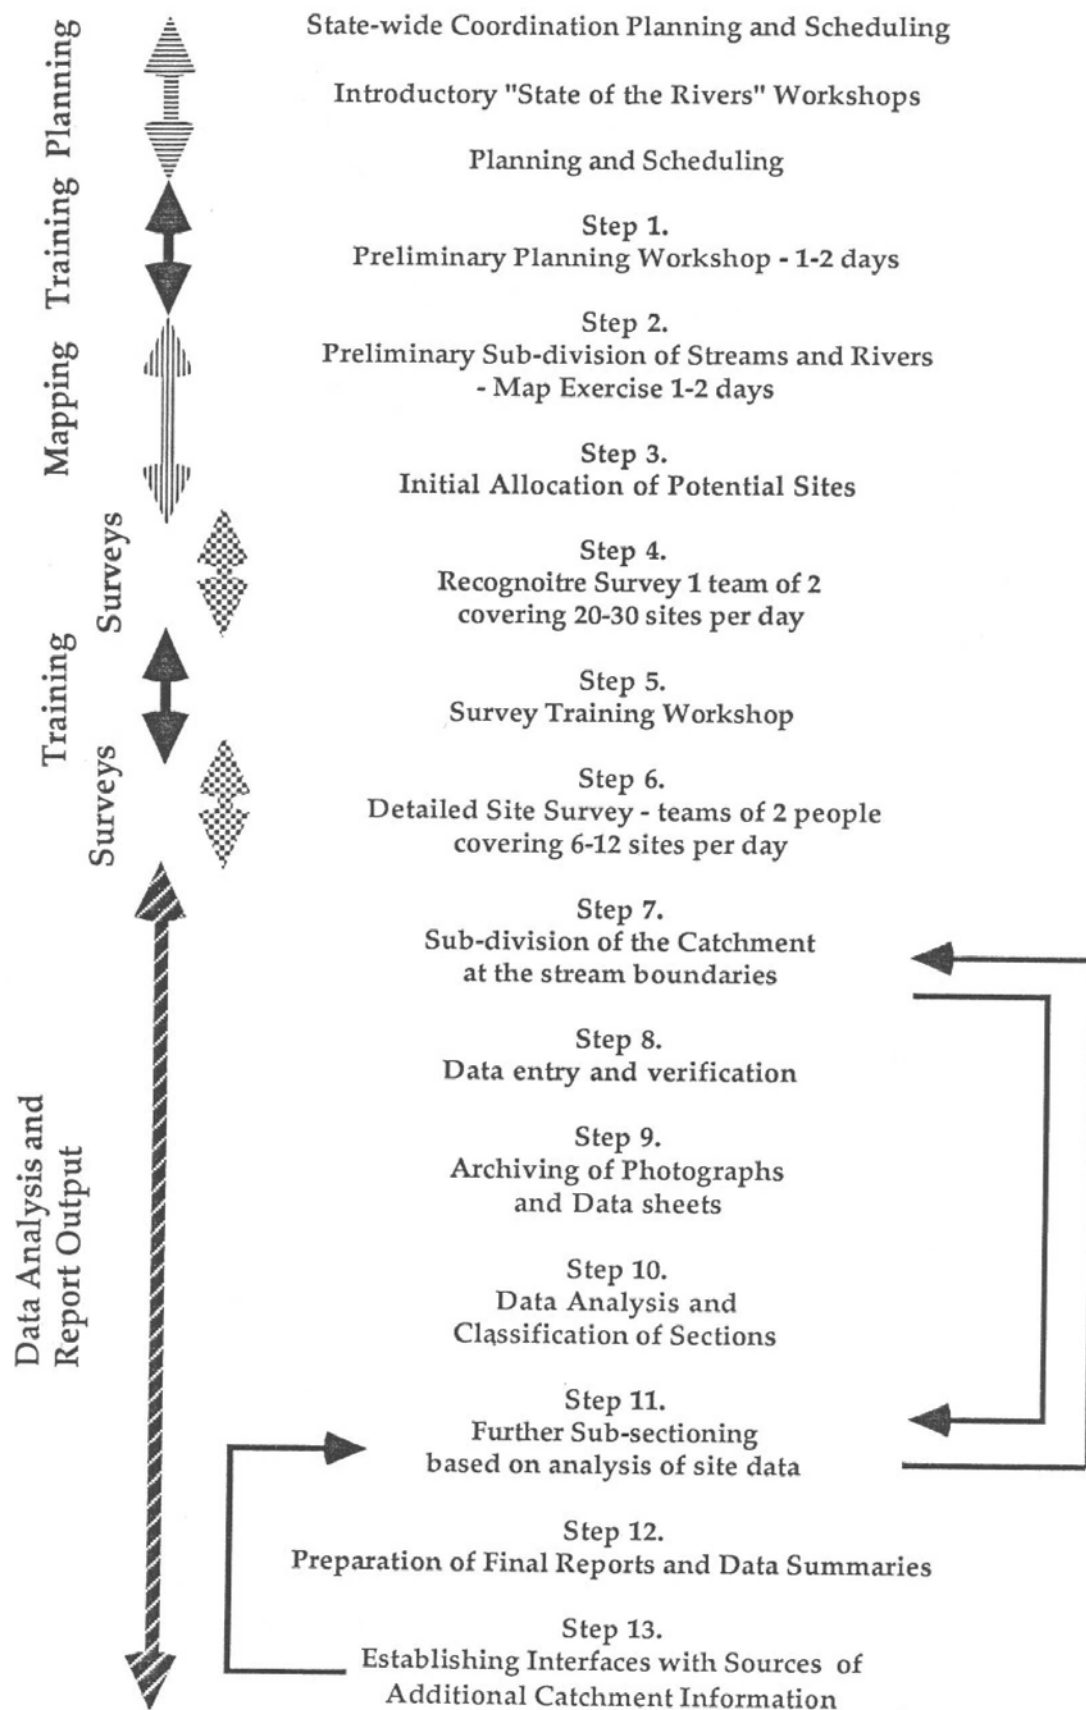 Planning
State-wide Coordination Planning and Scheduling
Introductory "State of the Rivers" Workshops
Planning and Scheduling
Training
Step 1.
Preliminary Planning Workshop - 1-2 days
Mapping
Step 2.
Preliminary Sub-division of Streams and Rivers
- Map Exercise 1-2 days
Step 3.
Initial Allocation of Potential Sites
Surveys
Step 4.
Recognoitre Survey 1 team of 2
covering 20-30 sites per day
Training
Step 5.
Survey Training Workshop
Surveys
Step 6.
Detailed Site Survey - teams of 2 people
covering 6-12 sites per day
Data Analysis and
Report Output
Step 7.
Sub-division of the Catchment
at the stream boundaries
Step 8.
Data entry and verification
Step 9.
Archiving of Photographs
and Data sheets
Step 10.
Data Analysis and
Classification of Sections
Step 11.
Further Sub-sectioning
based on analysis of site data
Step 12.
Preparation of Final Reports and Data Summaries
Step 13.
Establishing Interfaces with Sources of
Additional Catchment Information